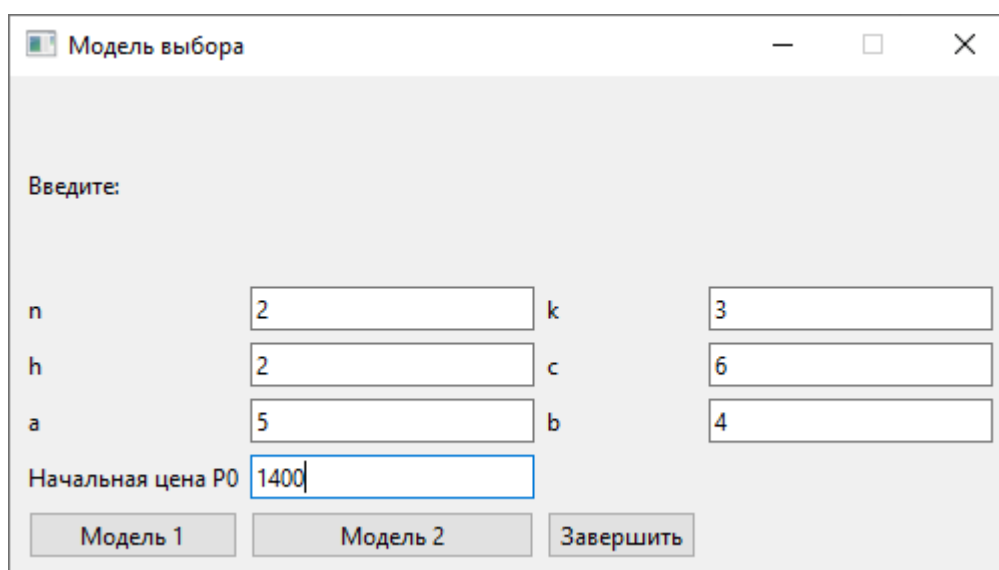 Модель выбора
Введите:
n 2 k 3
h 2 c 6
a 5 b 4
Начальная цена P0 1400
Модель 1 Модель 2 Завершить